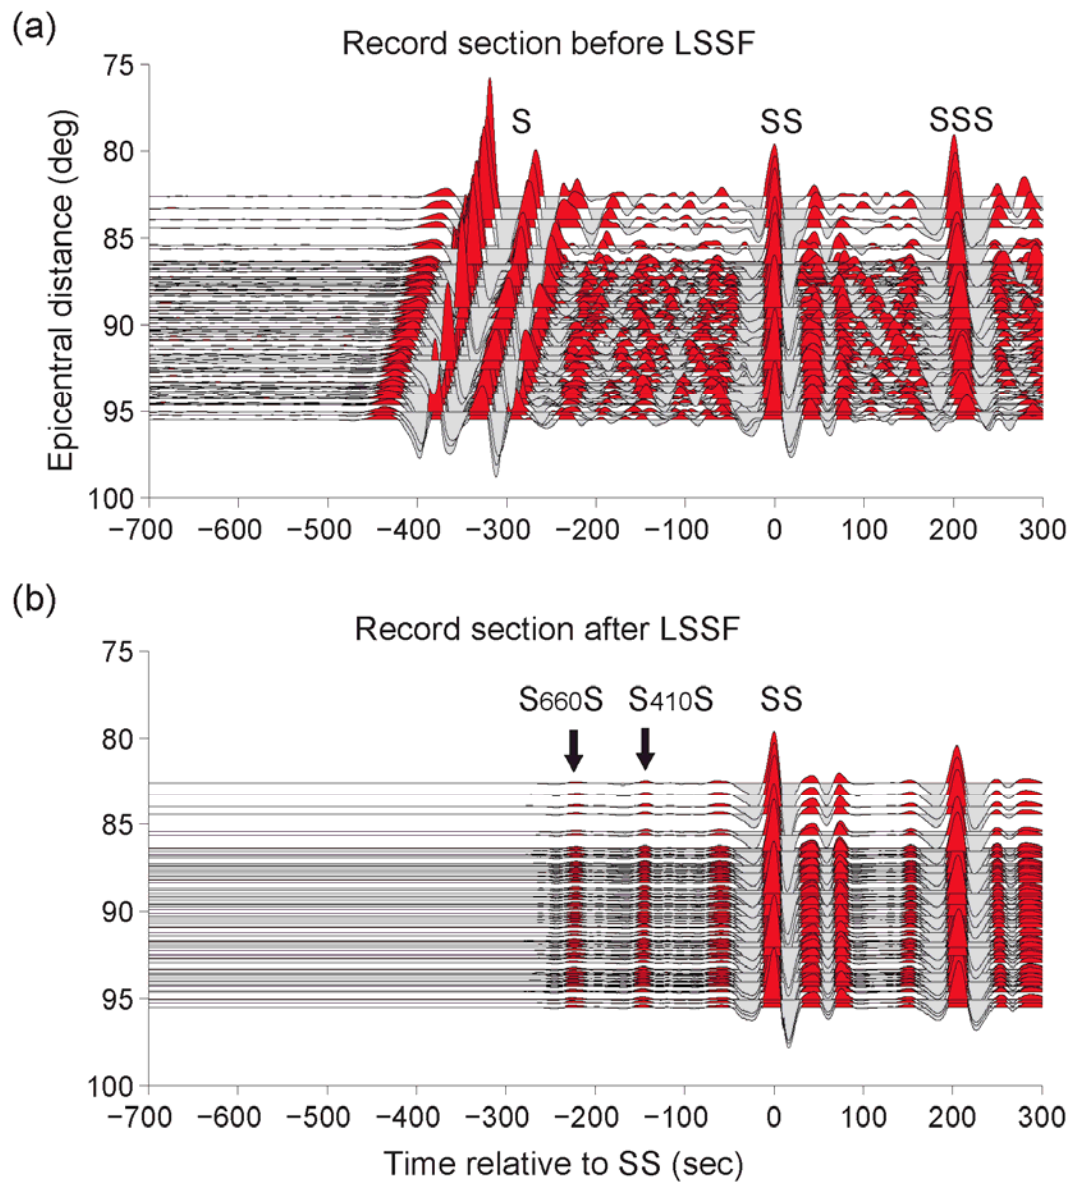 (a)
Record section before LSSF
Epicentral distance (deg)
75
80
85
90
95
100
S
SS
SSS
−700 −600 −500 −400 −300 −200 −100 0 100 200 300
(b)
Record section after LSSF
75
80
85
90
95
100
S660S S410S SS
−700 −600 −500 −400 −300 −200 −100 0 100 200 300
Time relative to SS (sec)